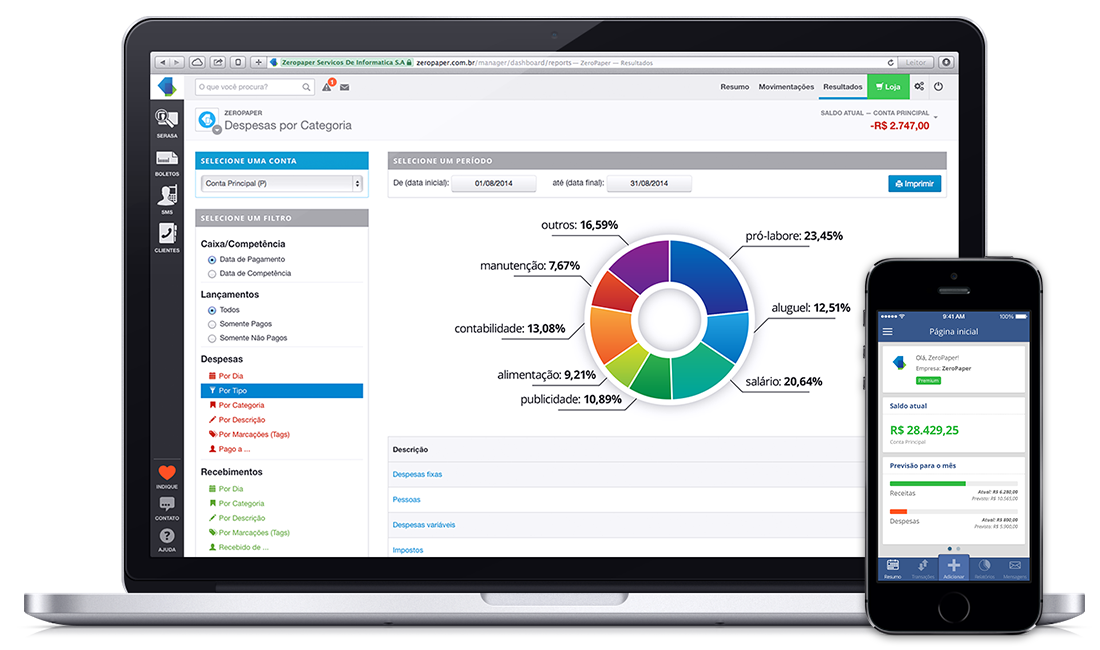 Zeropaper Servicos De Informatica S.A
zeropaper.com.br/manager/dashboard/reports — ZeroPaper — Resultados
Leitor
O que você procura?
1
Resumo
Movimentações
Resultados
Loja
ZEROPAPER
Despesas por Categoria
SALDO ATUAL — CONTA PRINCIPAL
-R$ 2.747,00
SERASA
BOLETOS
SMS
CLIENTES
INDIQUE
CONTATO
AJUDA
SELECIONE UMA CONTA
Conta Principal (P)
SELECIONE UM FILTRO
Caixa/Competência
Data de Pagamento
Data de Competência
Lançamentos
Todos
Somente Pagos
Somente Não Pagos
Despesas
Por Dia
Por Tipo
Por Categoria
Por Descrição
Por Marcações (Tags)
Pago a ...
Recebimentos
Por Dia
Por Categoria
Por Descrição
Por Marcações (Tags)
Recebido de ...
SELECIONE UM PERÍODO
De (data inicial): 01/08/2014 até (data final): 31/08/2014
Imprimir
outros: 16,59%
pró-labore: 23,45%
manutenção: 7,67%
aluguel: 12,51%
contabilidade: 13,08%
alimentação: 9,21%
salário: 20,64%
publicidade: 10,89%
Descrição
Despesas fixas
Pessoas
Despesas variáveis
Impostos
9:41 AM
100%
Página inicial
Olá, ZeroPaper!
Empresa: ZeroPaper
Premium
Saldo atual
R$ 28.429,25
Conta Principal
Previsão para o mês
Receitas
Atual: R$ 6.280,00
Previsto: R$ 10.565,00
Despesas
Atual: R$ 800,00
Previsto: R$ 5.900,00
Resumo
Transações
Adicionar
Relatórios
Mensagens